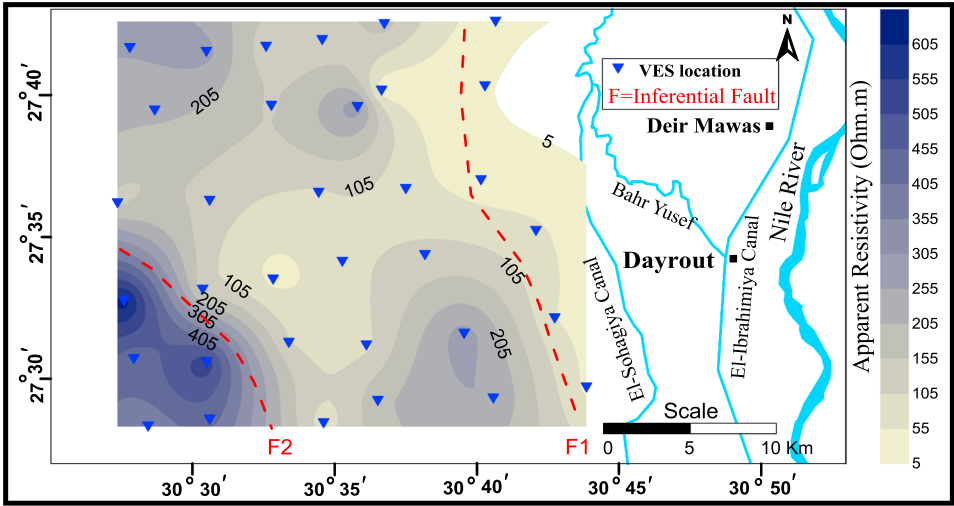 N
VES location
F=Inferential Fault
Deir Mawas
Bahr Yusef
Nile River
Dayrout
El-Sohagiya Canal
El-Ibrahimiya Canal
205
5
105
105
105
205
305
405
205
F2
F1
Scale
0 5 10 Km
27° 40'
27° 35'
27° 30'
30° 30' 30° 35' 30° 40' 30° 45' 30° 50'
Apparent Resistivity (Ohm.m)
605
555
505
455
405
355
305
255
205
155
105
55
5